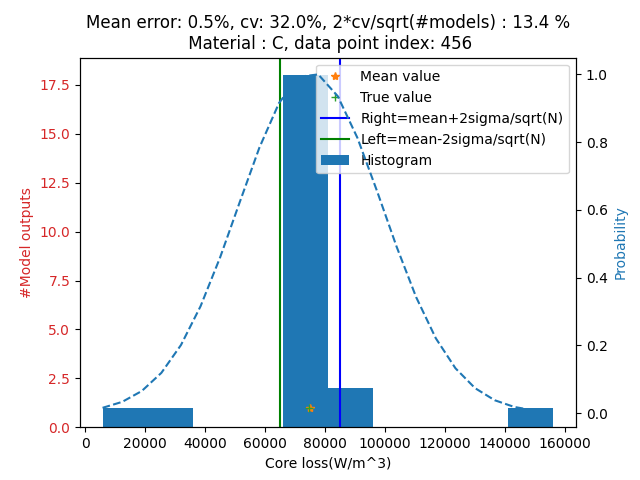 Mean error: 0.5%, cv: 32.0%, 2*cv/sqrt(#models) : 13.4 %
Material : C, data point index: 456
Mean value
True value
Right=mean+2sigma/sqrt(N)
Left=mean-2sigma/sqrt(N)
Histogram
#Model outputs
17.5
15.0
12.5
10.0
7.5
5.0
2.5
0.0
1.0
0.8
0.6
0.4
0.2
0.0
Probability
0 20000 40000 60000 80000 100000 120000 140000 160000
Core loss(W/m^3)